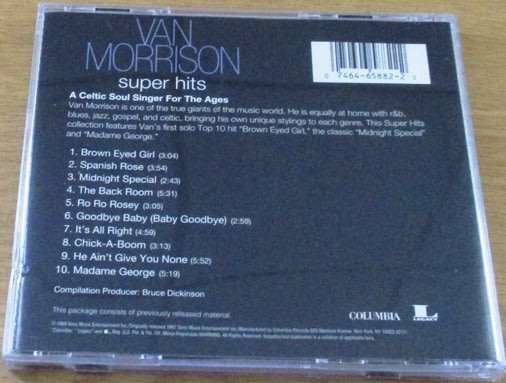 VAN
MORRISON
super hits
0 7464-65882-2
A Celtic Soul Singer For The Ages
Van Morrison is one of the true giants of the music world. He is equally at home with r&b,
blues, jazz, gospel, and celtic, bringing his own unique stylings to each genre. This Super Hits
collection features Van's first solo Top 10 hit "Brown Eyed Girl," the classic "Midnight Special"
and "Madame George."
1. Brown Eyed Girl (3:04)
2. Spanish Rose (3:54)
3. Midnight Special (2:43)
4. The Back Room (5:31)
5. Ro Ro Rosey (3:05)
6. Goodbye Baby (Baby Goodbye) (2:59)
7. It's All Right (4:59)
8. Chick-A-Boom (3:13)
9. He Ain't Give You None (5:52)
10. Madame George (5:19)
Compilation Producer: Bruce Dickinson
This package consists of previously released material.
COLUMBIA
LEGACY